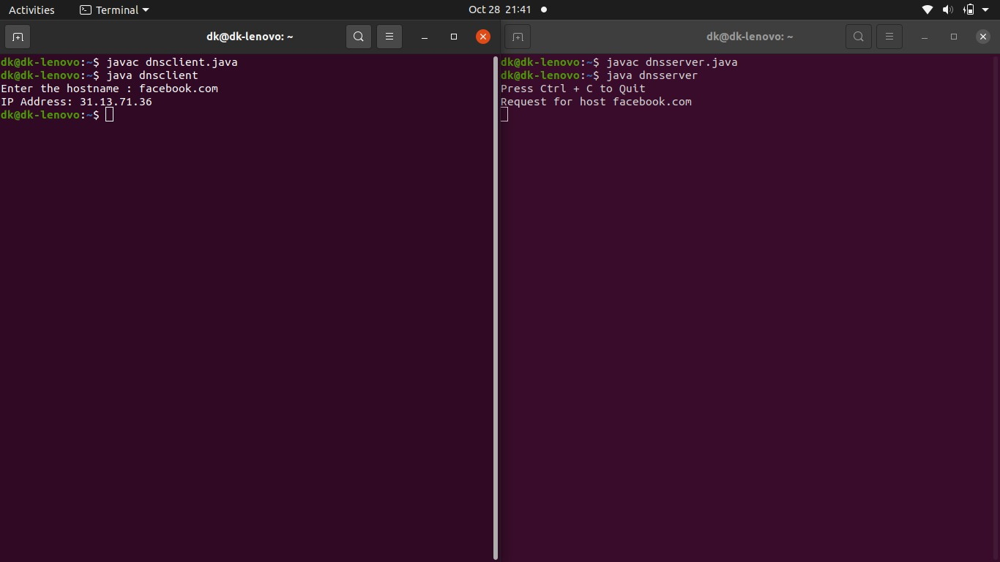 Activities
Terminal
Oct 28 21:41
dk@dk-lenovo: ~
dk@dk-lenovo:~$ javac dnsclient.java
dk@dk-lenovo:~$ java dnsclient
Enter the hostname : facebook.com
IP Address: 31.13.71.36
dk@dk-lenovo:~$
dk@dk-lenovo: ~
dk@dk-lenovo:~$ javac dnsserver.java
dk@dk-lenovo:~$ java dnsserver
Press Ctrl + C to Quit
Request for host facebook.com